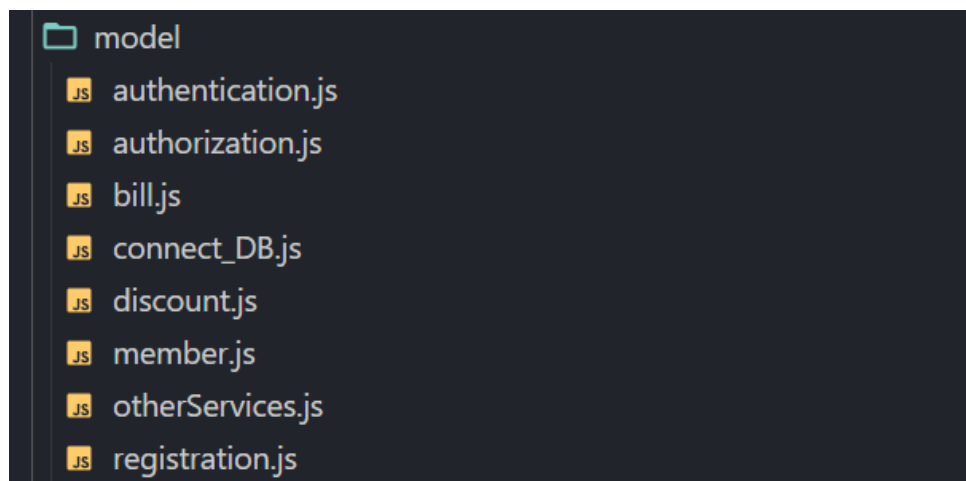 model
JS authentication.js
JS authorization.js
JS bill.js
JS connect_DB.js
JS discount.js
JS member.js
JS otherServices.js
JS registration.js